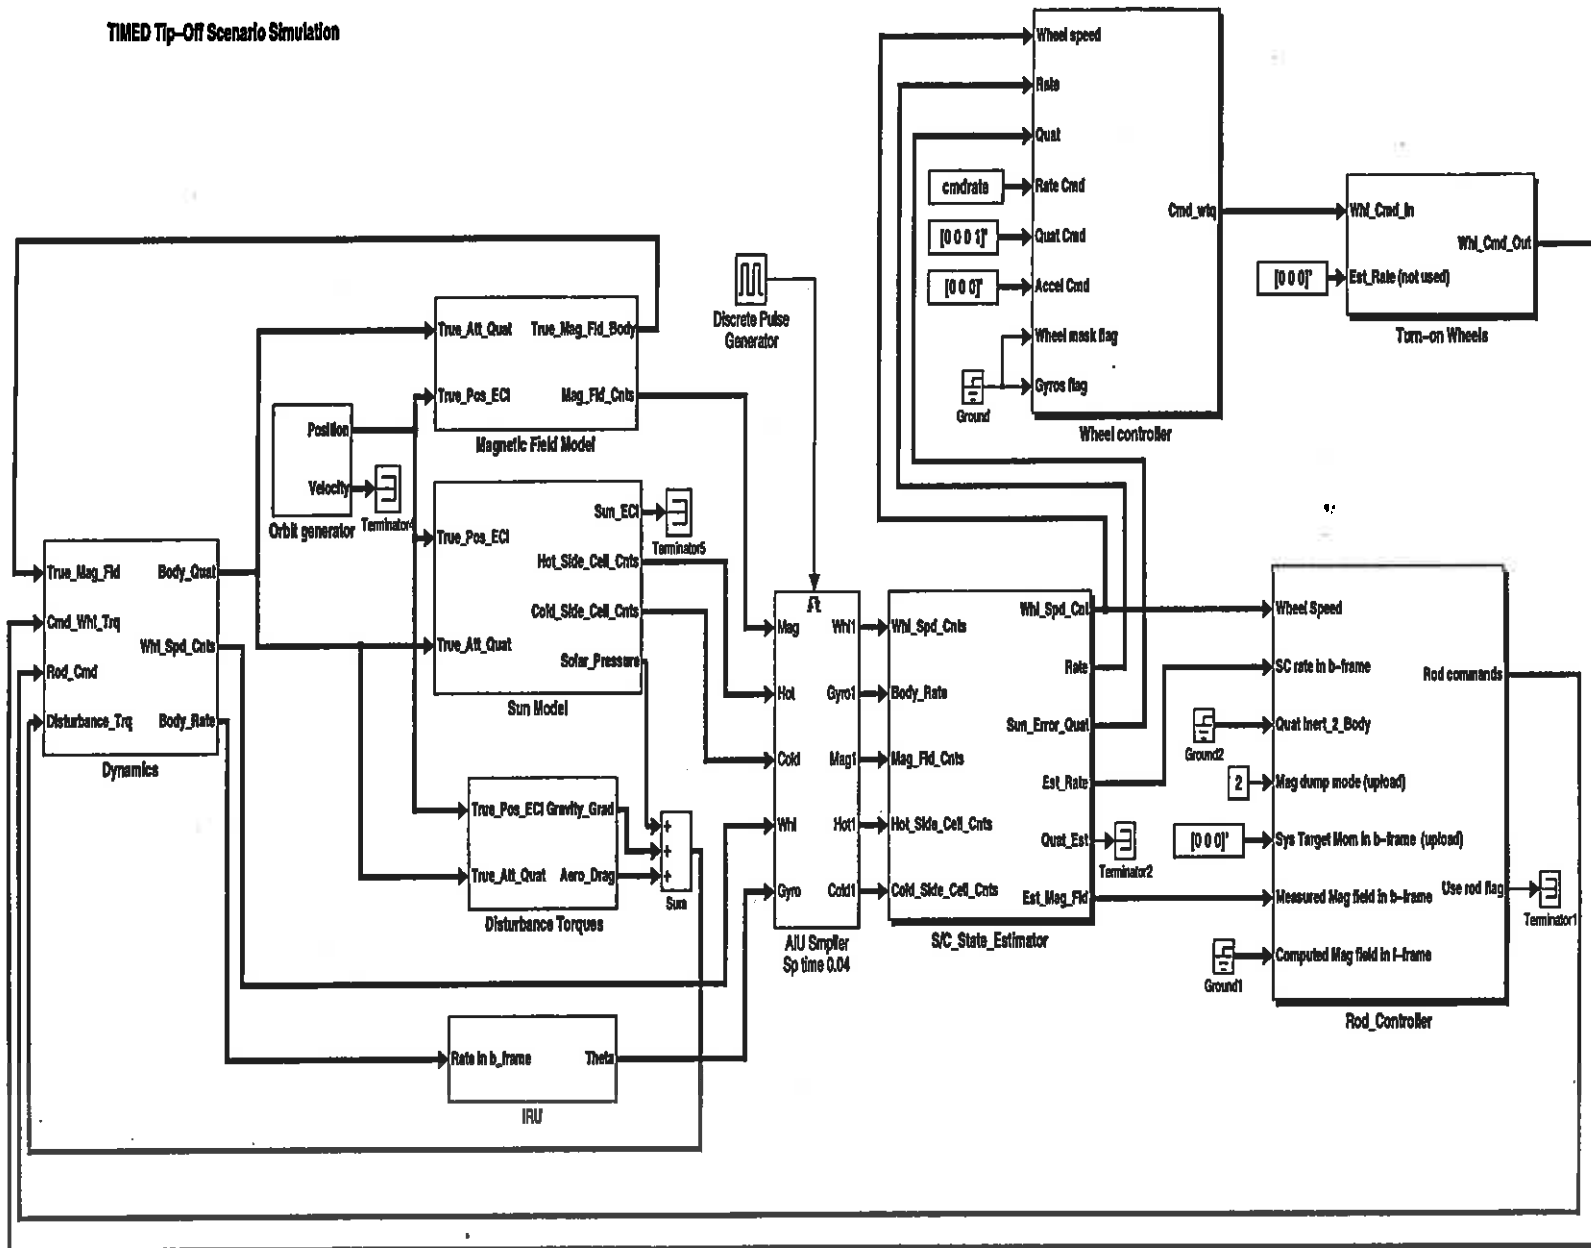 TIMED Tip-Off Scenario Simulation
Wheel speed
Rate
Quat
cmdrate
Rate Cmd
[0 0 0 1]'
Quat Cmd
[0 0 0]'
Accel Cmd
Wheel mask flag
Gyros flag
Ground
Cmd_wtq
Wheel controller
Whl_Cmd_In
Whl_Cmd_Out
[0 0 0]'
Est_Rate (not used)
Turn-on Wheels
Discrete Pulse
Generator
True_Att_Quat
True_Mag_Fld_Body
True_Pos_ECI
Mag_Fld_Cnts
Magnetic Field Model
Position
Velocity
Orbit generator
Terminator4
Sun_ECI
Terminator5
True_Pos_ECI
Hot_Side_Cell_Cnts
Cold_Side_Cell_Cnts
True_Att_Quat
Solar_Pressure
Sun Model
True_Mag_Fld
Body_Quat
Cmd_Whl_Trq
Whl_Spd_Cnts
Rod_Cmd
Disturbance_Trq
Body_Rate
Dynamics
True_Pos_ECI
Gravity_Grad
True_Att_Quat
Aero_Drag
Disturbance Torques
+
+
+
Sum
Rate in b_frame
Theta
IRU
Mag
Whl1
Hot
Gyro1
Cold
Mag1
Whl
Hot1
Gyro
Cold1
AIU Smplier
Sp time 0.04
Whl_Spd_Cnts
Whl_Spd_Cnt
Body_Rate
Rate
Sun_Error_Quat
Mag_Fld_Cnts
Est_Rate
Hot_Side_Cell_Cnts
Quat_Est
Terminator2
Cold_Side_Cell_Cnts
Est_Mag_Fld
S/C_State_Estimator
Wheel Speed
SC rate in b-frame
Rod commands
Ground2
Quat Inert_2_Body
2
Mag dump mode (upload)
[0 0 0]'
Sys Target Mom in b-frame (upload)
Measured Mag field in b-frame
Use rod flag
Terminator1
Ground1
Computed Mag field in I-frame
Rod_Controller